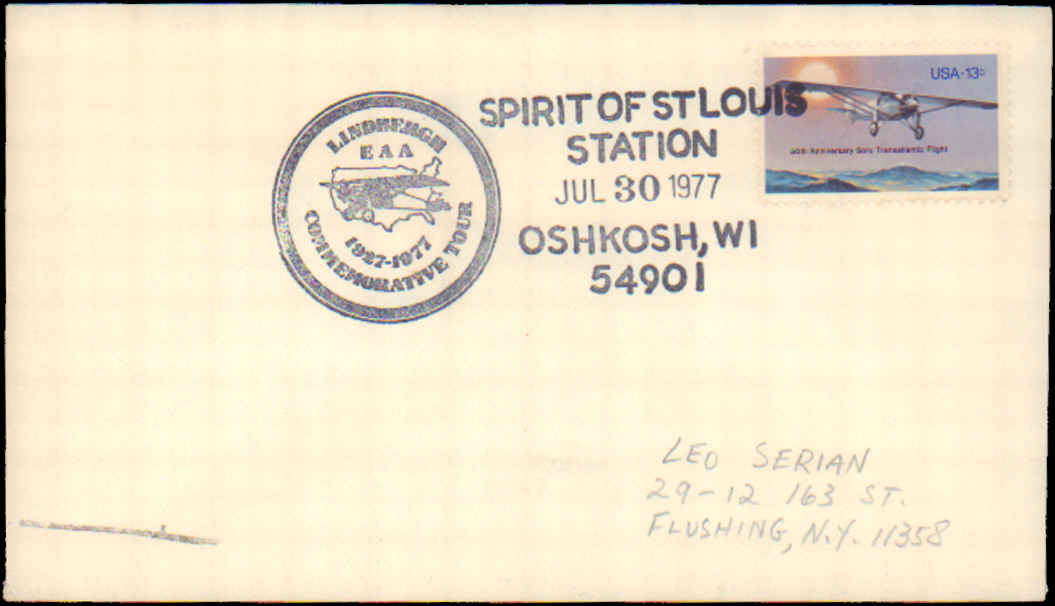 LINDBERGH
EAA
1927-1977
COMMEMORATIVE TOUR
SPIRIT OF ST LOUIS
STATION
JUL 30 1977
OSHKOSH, WI
54901
USA·13c
50th Anniversary Solo Transatlantic Flight
LEO SERIAN
29-12 163 ST.
FLUSHING, N.Y. 11358